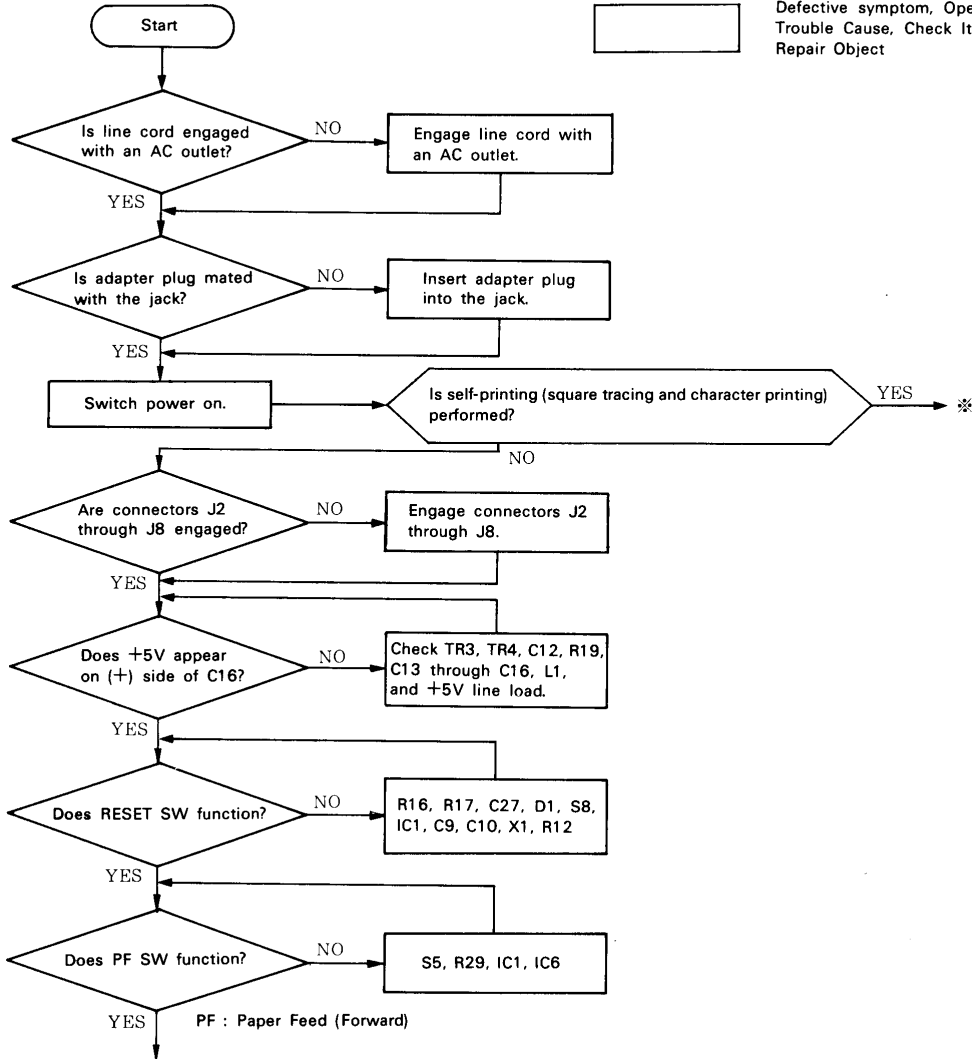 Start
Defective symptom, Ope
Trouble Cause, Check It
Repair Object
Is line cord engaged
with an AC outlet?
NO
Engage line cord with
an AC outlet.
YES
Is adapter plug mated
with the jack?
NO
Insert adapter plug
into the jack.
YES
Switch power on.
Is self-printing (square tracing and character printing)
performed?
YES
※
NO
Are connectors J2
through J8 engaged?
NO
Engage connectors J2
through J8.
YES
Does +5V appear
on (+) side of C16?
NO
Check TR3, TR4, C12, R19,
C13 through C16, L1,
and +5V line load.
YES
Does RESET SW function?
NO
R16, R17, C27, D1, S8,
IC1, C9, C10, X1, R12
YES
Does PF SW function?
NO
S5, R29, IC1, IC6
YES
PF : Paper Feed (Forward)